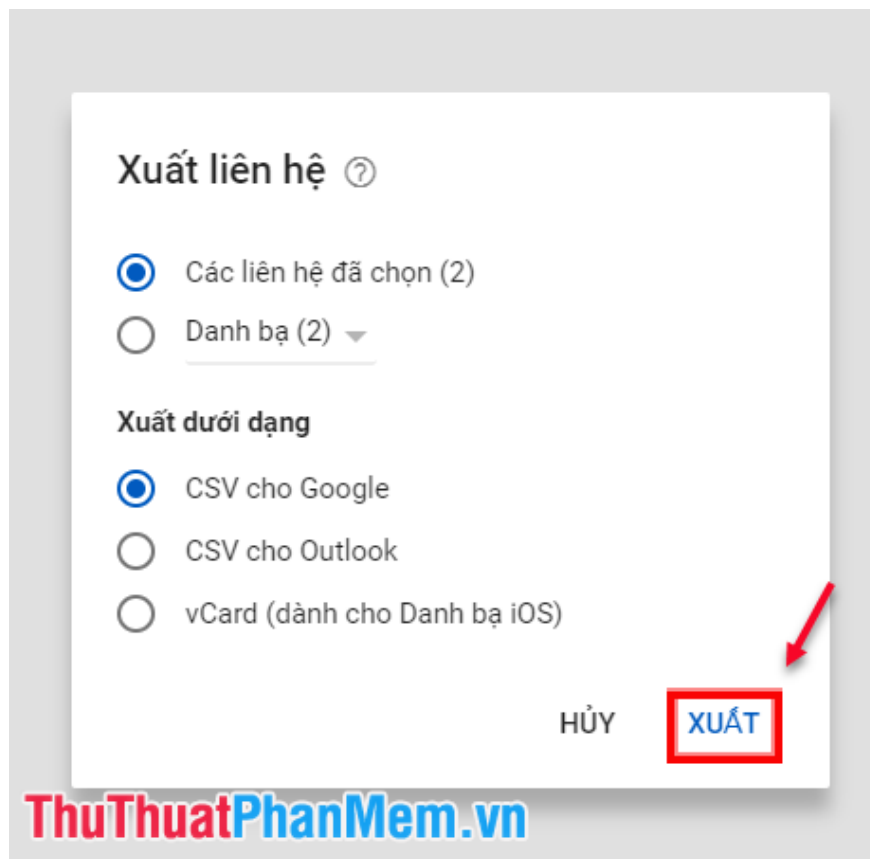 Xuất liên hệ
Các liên hệ đã chọn (2)
Danh bạ (2)
Xuất dưới dạng
CSV cho Google
CSV cho Outlook
vCard (dành cho Danh bạ iOS)
HỦY XUẤT
ThuThuatPhanMem.vn